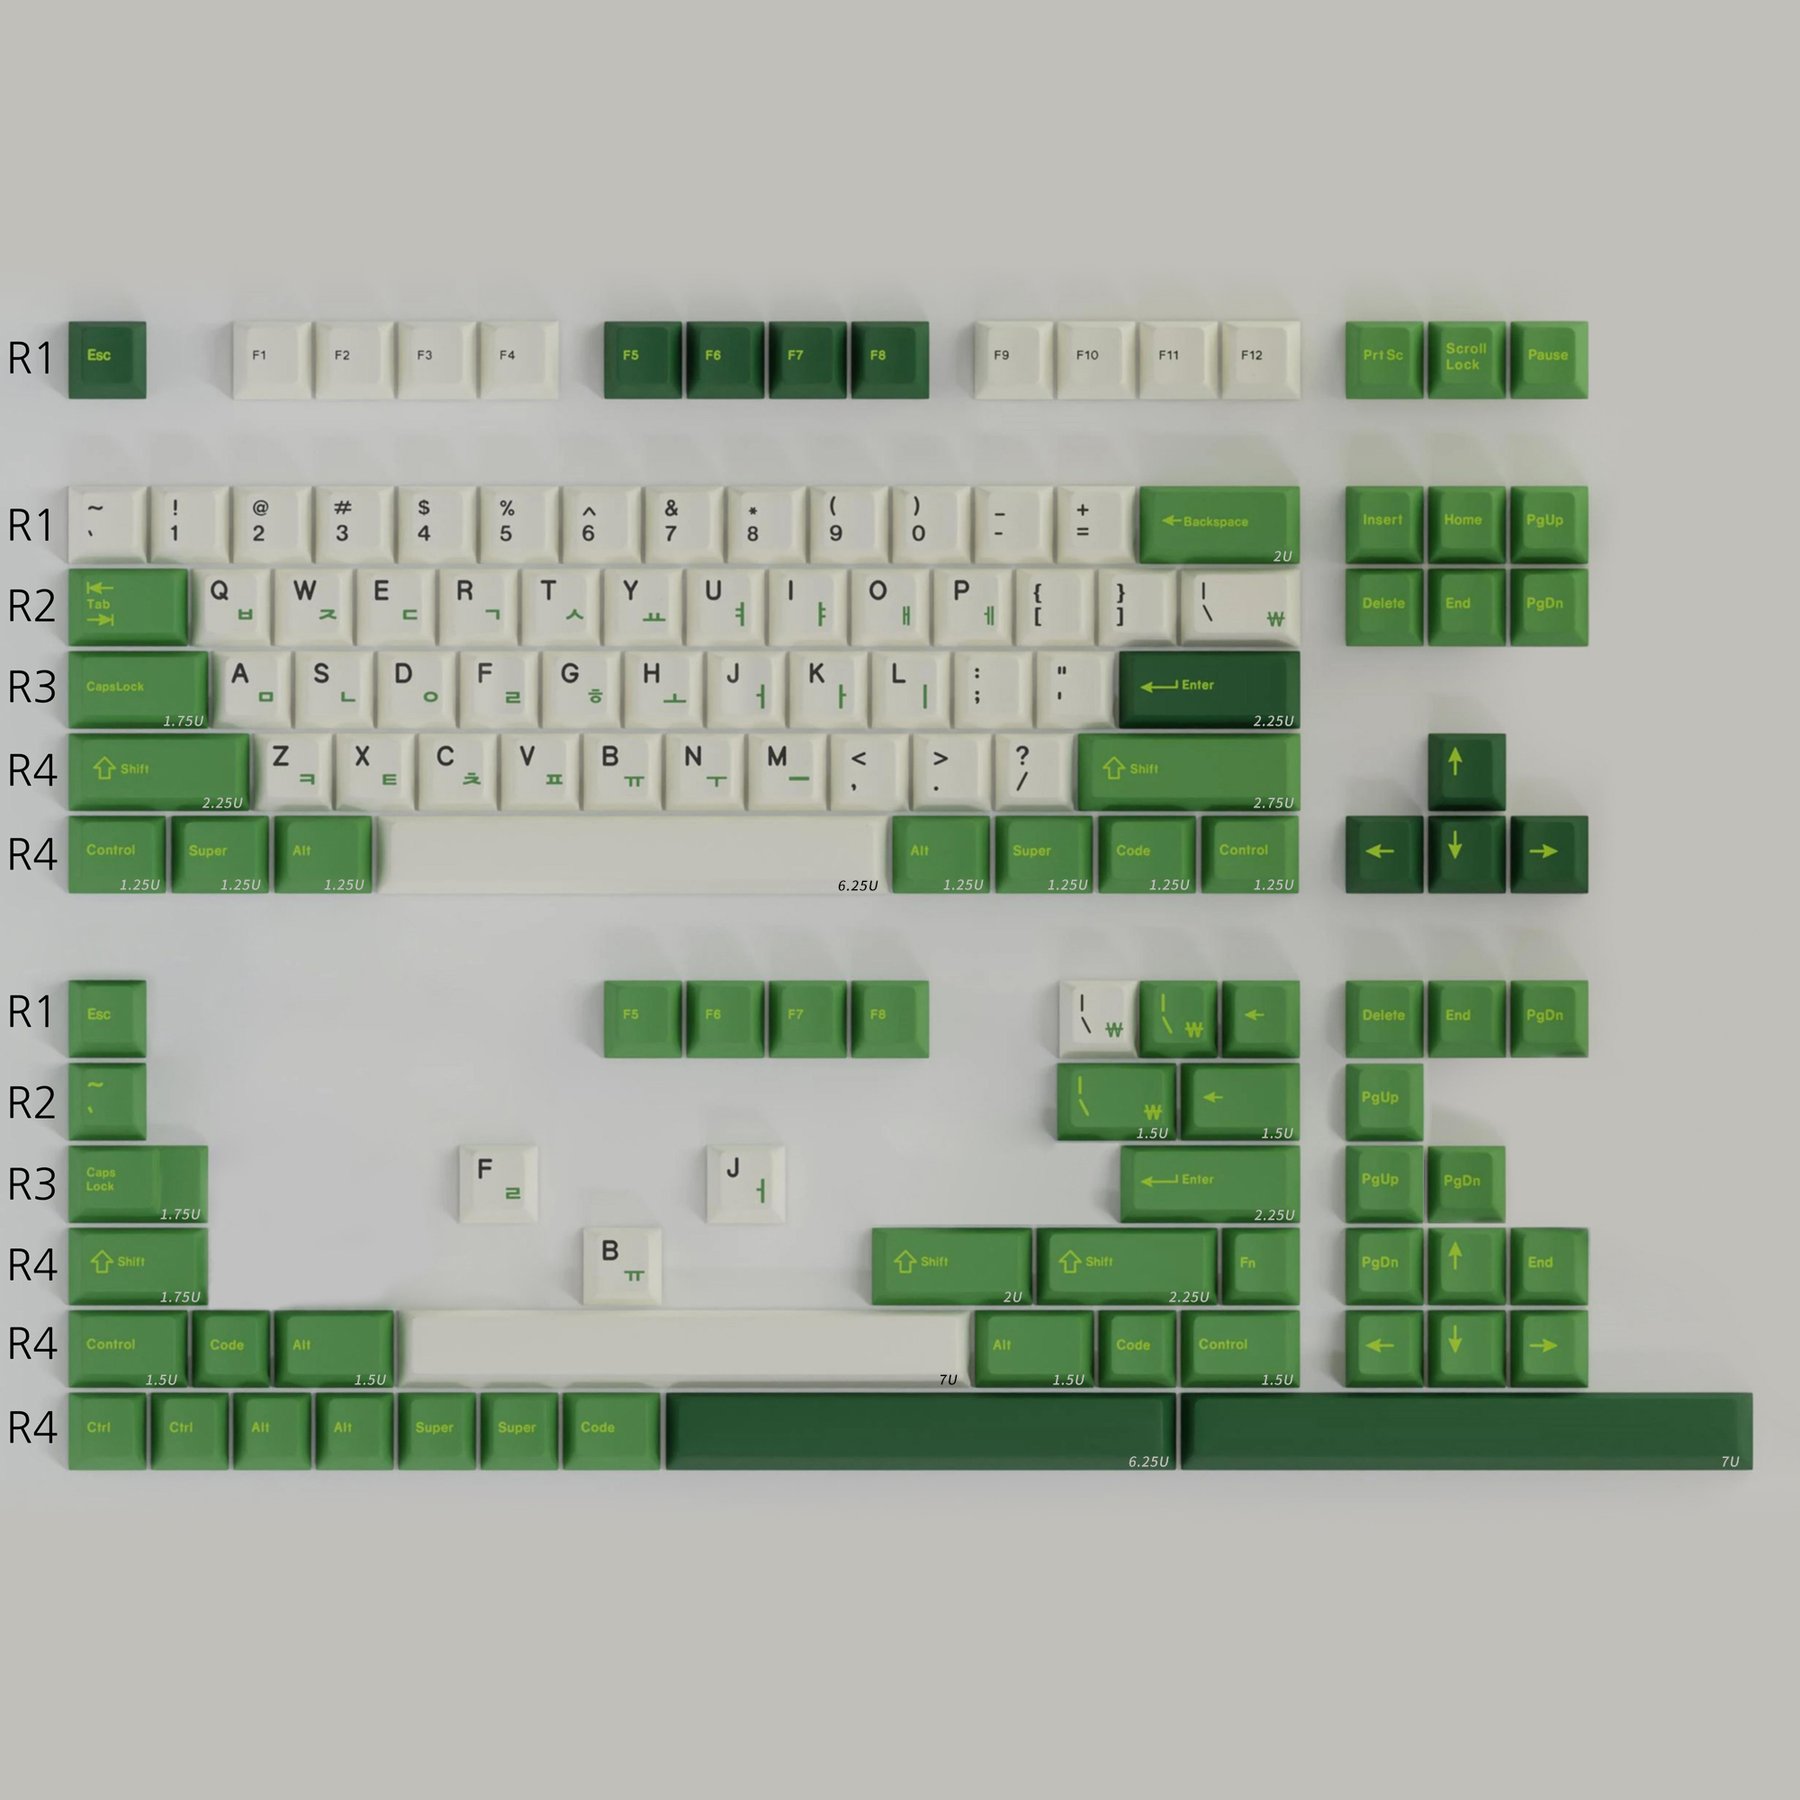 R1 Esc F1 F2 F3 F4 F5 F6 F7 F8 F9 F10 F11 F12 Prt Sc Scroll Lock Pause
R1 ~ ` ! 1 @ 2 # 3 $ 4 % 5 ^ 6 & 7 * 8 ( 9 ) 0 _ - + = ← Backspace 2U Insert Home PgUp
R2 Tab Q ㅂ W ㅈ E ㄷ R ㄱ T ㅅ Y ㅛ U ㅕ I ㅑ O ㅐ P ㅔ { [ } ] | \ ₩ Delete End PgDn
R3 CapsLock 1.75U A ㅁ S ㄴ D ㅇ F ㄹ G ㅎ H ㅗ J ㅓ K ㅏ L ㅣ : ; " ' Enter 2.25U
R4 Shift 2.25U Z ㅋ X ㅌ C ㅊ V ㅍ B ㅠ N ㅜ M ㅡ < , > . ? / Shift 2.75U ↑
R4 Control 1.25U Super 1.25U Alt 1.25U 6.25U Alt 1.25U Super 1.25U Code 1.25U Control 1.25U ← ↓ →
R1 Esc F5 F6 F7 F8 | \ ₩ | \ ₩ ← Delete End PgDn
R2 ~ ` | \ ₩ 1.5U ← 1.5U PgUp
R3 Caps Lock 1.75U F ㄹ J ㅓ Enter 2.25U PgUp PgDn
R4 Shift 1.75U B ㅠ Shift 2U Shift 2.25U Fn PgDn ↑ End
R4 Control 1.5U Code Alt 1.5U 7U Alt 1.5U Code Control 1.5U ← ↓ →
R4 Ctrl Ctrl Alt Alt Super Super Code 6.25U 7U